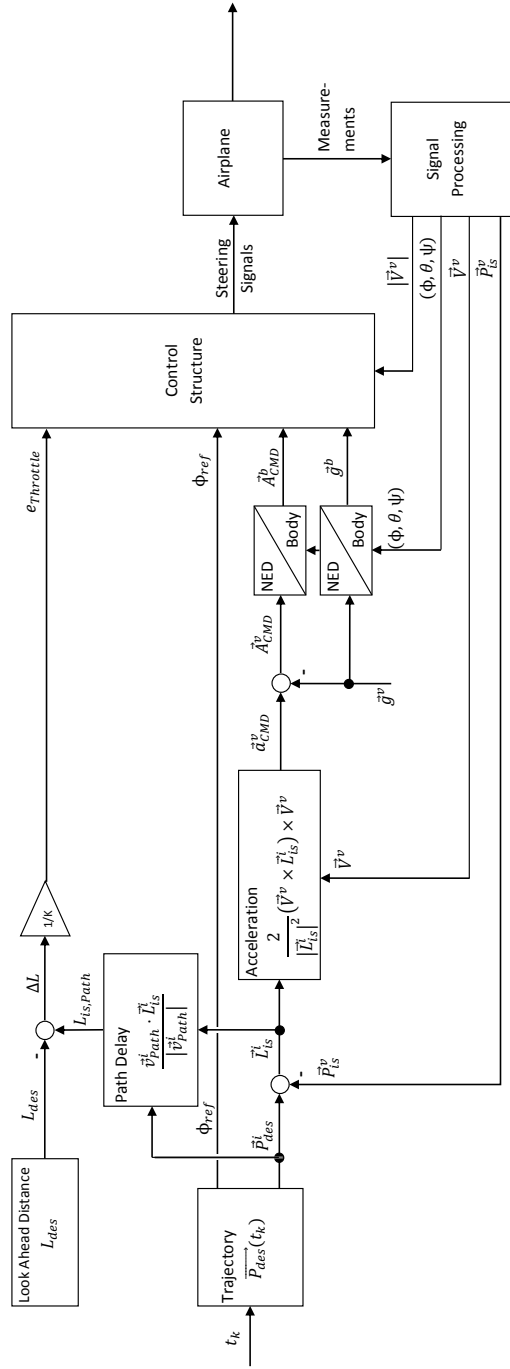 Look Ahead Distance
L_des
L_des
-
ΔL
1/K
e_Throttle
L_is,Path
Path Delay
v⃗^i_Path · L⃗^i_is
|v⃗^i_Path|
t_k
Trajectory
P_des(t_k)
ϕ_ref
ϕ_ref
P⃗^i_des
-
P⃗^v_is
L⃗^i_is
Acceleration
2
|L⃗^i_is|^2
(V⃗^v × L⃗^i_is) × V⃗^v
V⃗^v
a⃗^v_CMD
-
g⃗^v
A⃗^v_CMD
NED
Body
NED
Body
(ϕ, θ, ψ)
A⃗^b_CMD
g⃗^b
Control
Structure
Steering
Signals
Airplane
Measure-
ments
Signal
Processing
|V⃗^v|
(ϕ, θ, ψ)
V⃗^v
P⃗^v_is